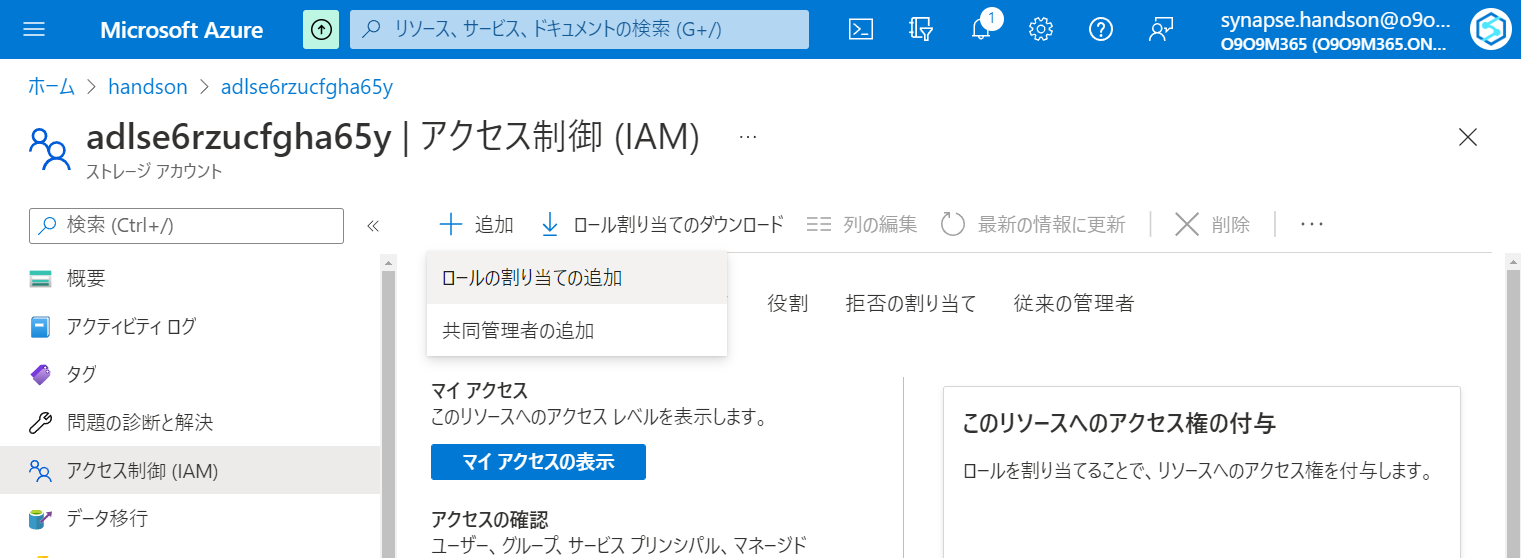 Microsoft Azure
リソース、サービス、ドキュメントの検索 (G+/)
1
synapse.handson@o9o...
O9O9M365 (O9O9M365.ON...
ホーム > handson > adlse6rzucfgha65y
adlse6rzucfgha65y | アクセス制御 (IAM) ...
ストレージ アカウント
検索 (Ctrl+/)
«
追加
ロール割り当てのダウンロード
列の編集
最新の情報に更新
削除
...
概要
アクティビティ ログ
タグ
問題の診断と解決
アクセス制御 (IAM)
データ移行
ロールの割り当ての追加
共同管理者の追加
役割
拒否の割り当て
従来の管理者
マイ アクセス
このリソースへのアクセス レベルを表示します。
マイ アクセスの表示
アクセスの確認
ユーザー、グループ、サービス プリンシパル、マネージド
このリソースへのアクセス権の付与
ロールを割り当てることで、リソースへのアクセス権を付与します。